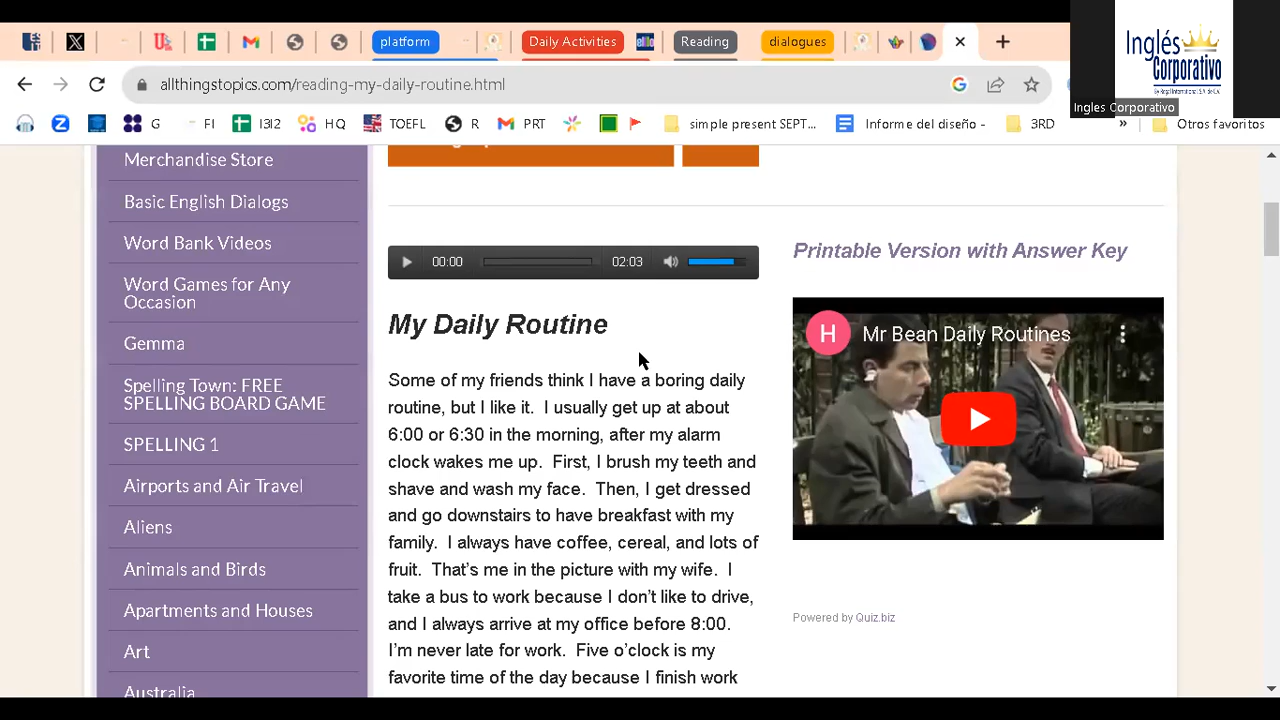 platform
Daily Activities
Reading
dialogues
Inglés
Corporativo
Ingles Corporativo
allthingstopics.com/reading-my-daily-routine.html
G
FI
I3I2
HQ
TOEFL
R
PRT
simple present SEPT...
Informe del diseño -
3RD
»
Otros favoritos
Merchandise Store
Basic English Dialogs
Word Bank Videos
Word Games for Any
Occasion
Gemma
Spelling Town: FREE
SPELLING BOARD GAME
SPELLING 1
Airports and Air Travel
Aliens
Animals and Birds
Apartments and Houses
Art
Australia
00:00
02:03
My Daily Routine
Some of my friends think I have a boring daily
routine, but I like it.  I usually get up at about
6:00 or 6:30 in the morning, after my alarm
clock wakes me up.  First, I brush my teeth and
shave and wash my face.  Then, I get dressed
and go downstairs to have breakfast with my
family.  I always have coffee, cereal, and lots of
fruit.  That’s me in the picture with my wife.  I
take a bus to work because I don’t like to drive,
and I always arrive at my office before 8:00.
I’m never late for work.  Five o’clock is my
favorite time of the day because I finish work
Printable Version with Answer Key
H
Mr Bean Daily Routines
Powered by Quiz.biz